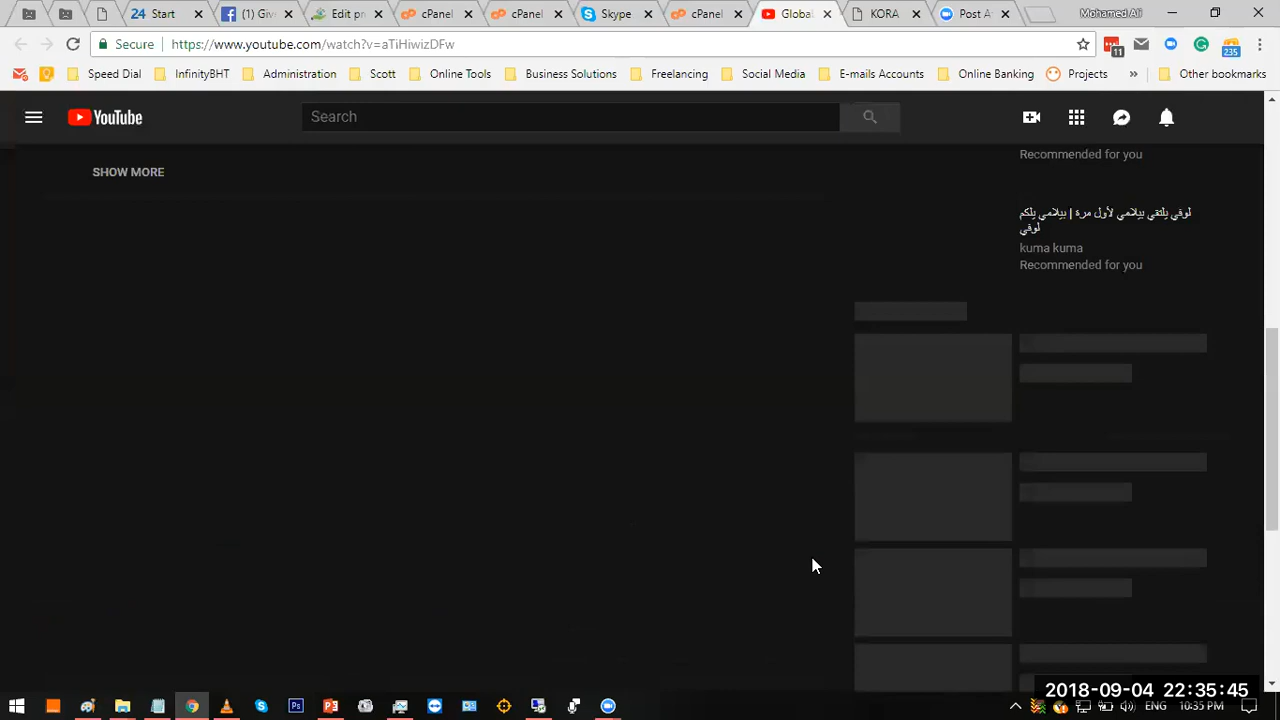 24 Start
(1) Giv
Edit pr
cPanel
cPanel
Skype
cPanel
Global
KORA
Post A
Mohamed Ali
Secure
https://www.youtube.com/watch?v=aTiHiwizDFw
11
235
Speed Dial
InfinityBHT
Administration
Scott
Online Tools
Business Solutions
Freelancing
Social Media
E-mails Accounts
Online Banking
Projects
»
Other bookmarks
YouTube
Search
SHOW MORE
Recommended for you
لوفي يلتقي بيلامي لأول مرة | بيلامي يلكم
لوفي
kuma kuma
Recommended for you
2018-09-04 22:35:45
ENG
10:35 PM